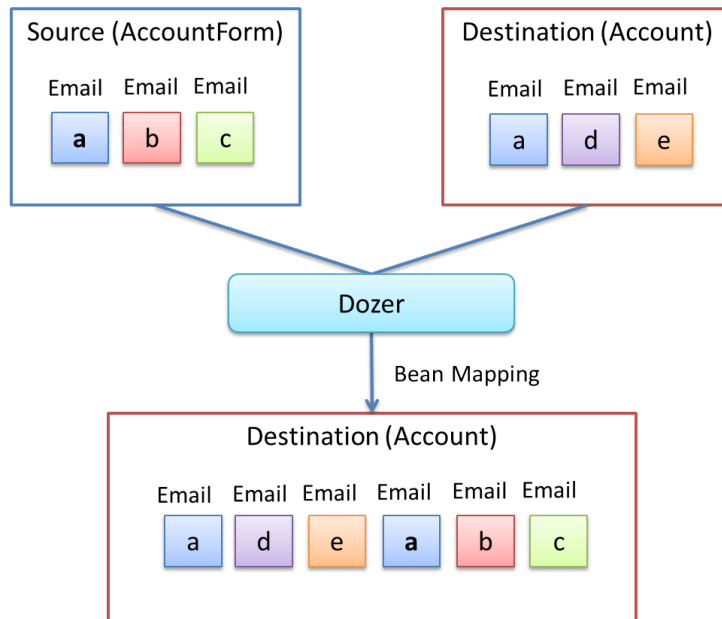 Source (AccountForm)
Email Email Email
a b c
Destination (Account)
Email Email Email
a d e
Dozer
Bean Mapping
Destination (Account)
Email Email Email Email Email Email
a d e a b c